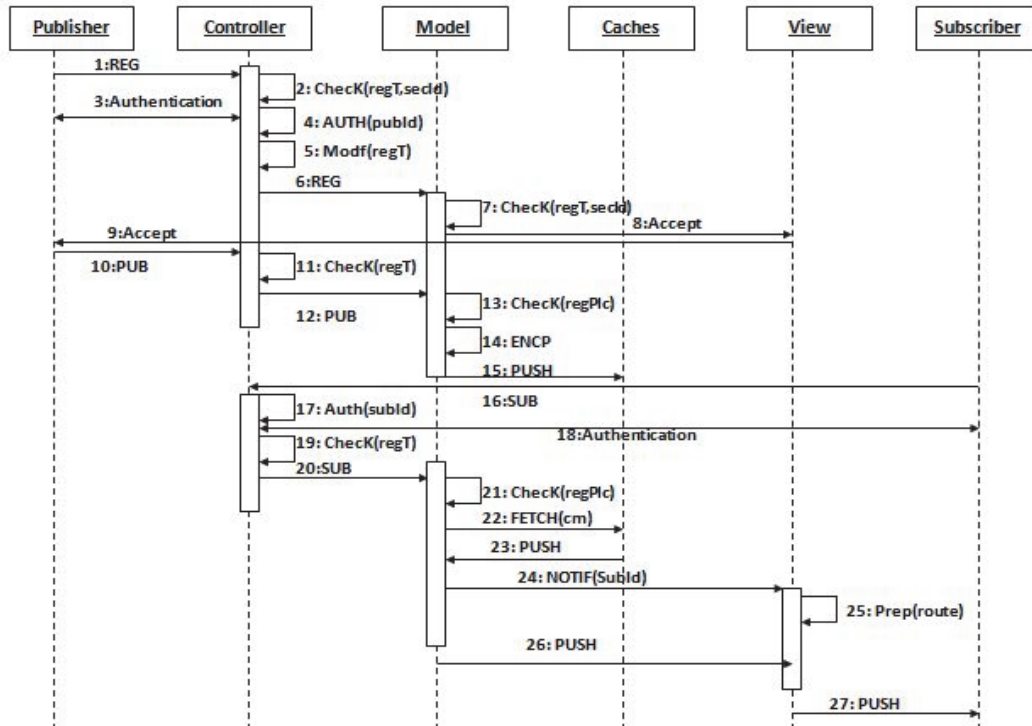 Publisher
Controller
Model
Caches
View
Subscriber
1:REG
2: ChecK(regT,secId)
3:Authentication
4: AUTH(pubId)
5: Modf(regT)
6:REG
7: ChecK(regT,secId)
8:Accept
9:Accept
10:PUB
11: ChecK(regT)
12: PUB
13: ChecK(regPlc)
14: ENCP
15: PUSH
16:SUB
17: Auth(subId)
18:Authentication
19: ChecK(regT)
20:SUB
21: ChecK(regPlc)
22: FETCH(cm)
23: PUSH
24: NOTIF(SubId)
25: Prep(route)
26: PUSH
27: PUSH